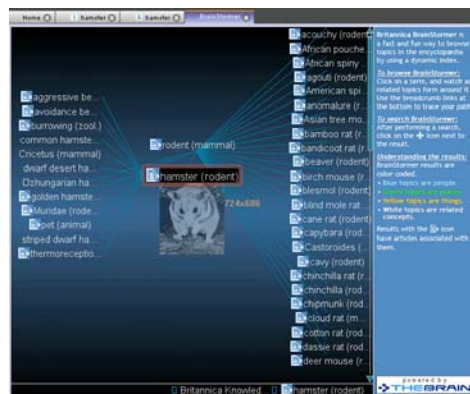 Home
hamster
hamster
BrainStormer
aggressive be...
avoidance be...
burrowing (zool.)
common hamste...
Cricetus (mammal)
dwarf desert ha...
Dzhungarian ha...
golden hamste...
Muridae (rode...
pet (animal)
striped dwarf ha...
thermoreceptio...
rodent (mammal)
hamster (rodent)
724x686
acouchy (rodent)
African pouche...
African spiny ...
agouti (rodent)
American spi...
anomalure (r...
Asian tree mo...
bamboo rat (r...
bandicoot rat (r...
beaver (rodent)
birch mouse (r...
blesmol (rodent)
blind mole rat...
cane rat (rodent)
capybara (rod...
Castoroides (...
cavy (rodent)
chinchilla rat (r...
chinchilla (rod...
chipmunk (rod...
cloud rat (m...
cotton rat (rod...
dassie rat (rod...
deer mouse (r...
Britannica BrainStormer is
a fast and fun way to browse
topics in the encyclopædia
by using a dynamic index.
To browse BrainStormer:
Click on a term, and watch as
related topics form around it.
Use the breadcrumb links at
the bottom to trace your path
To search BrainStormer:
After performing a search,
click on the icon next to
the result.
Understanding the results:
BrainStormer results are
color-coded.
• Blue topics are people.
• Green topics are places.
• Yellow topics are things.
• White topics are related
concepts.
Results with the icon
have articles associated with
them.
Britannica Knowled
hamster (rodent)
powered by
THEBRAIN